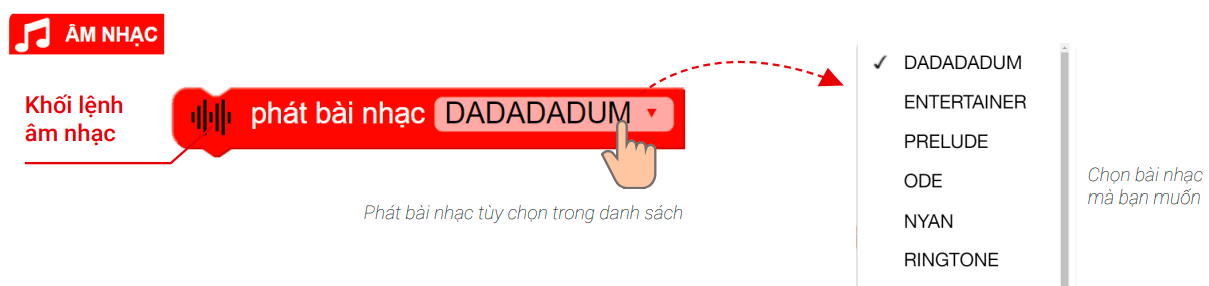 ÂM NHẠC
Khối lệnh
âm nhạc
phát bài nhạc DADADADUM
Phát bài nhạc tùy chọn trong danh sách
✓ DADADADUM
ENTERTAINER
PRELUDE
ODE
NYAN
RINGTONE
Chọn bài nhạc
mà bạn muốn